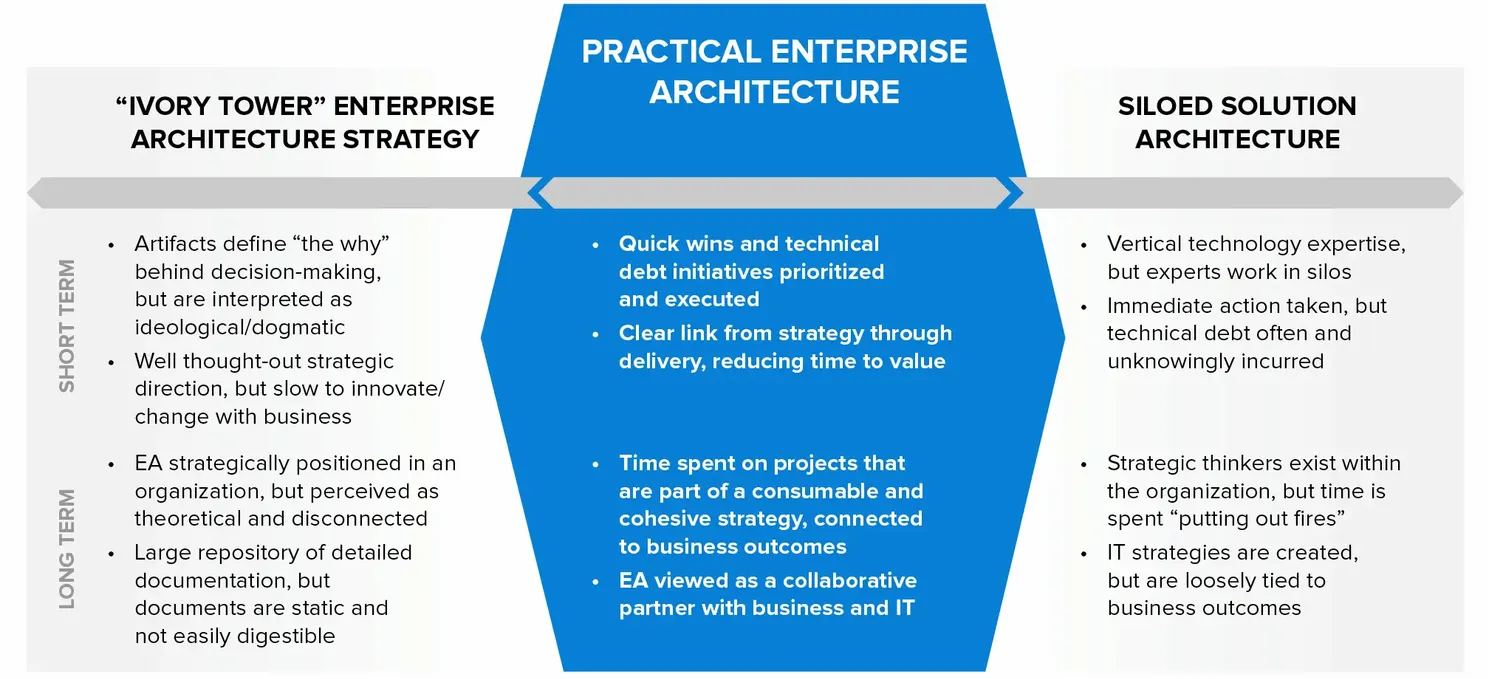 “IVORY TOWER” ENTERPRISE
ARCHITECTURE STRATEGY
PRACTICAL ENTERPRISE
ARCHITECTURE
SILOED SOLUTION
ARCHITECTURE
SHORT TERM
• Artifacts define “the why”
behind decision-making,
but are interpreted as
ideological/dogmatic
• Well thought-out strategic
direction, but slow to innovate/
change with business
• Quick wins and technical
debt initiatives prioritized
and executed
• Clear link from strategy through
delivery, reducing time to value
• Vertical technology expertise,
but experts work in silos
• Immediate action taken, but
technical debt often and
unknowingly incurred
LONG TERM
• EA strategically positioned in an
organization, but perceived as
theoretical and disconnected
• Large repository of detailed
documentation, but
documents are static and
not easily digestible
• Time spent on projects that
are part of a consumable and
cohesive strategy, connected
to business outcomes
• EA viewed as a collaborative
partner with business and IT
• Strategic thinkers exist within
the organization, but time is
spent “putting out fires”
• IT strategies are created,
but are loosely tied to
business outcomes